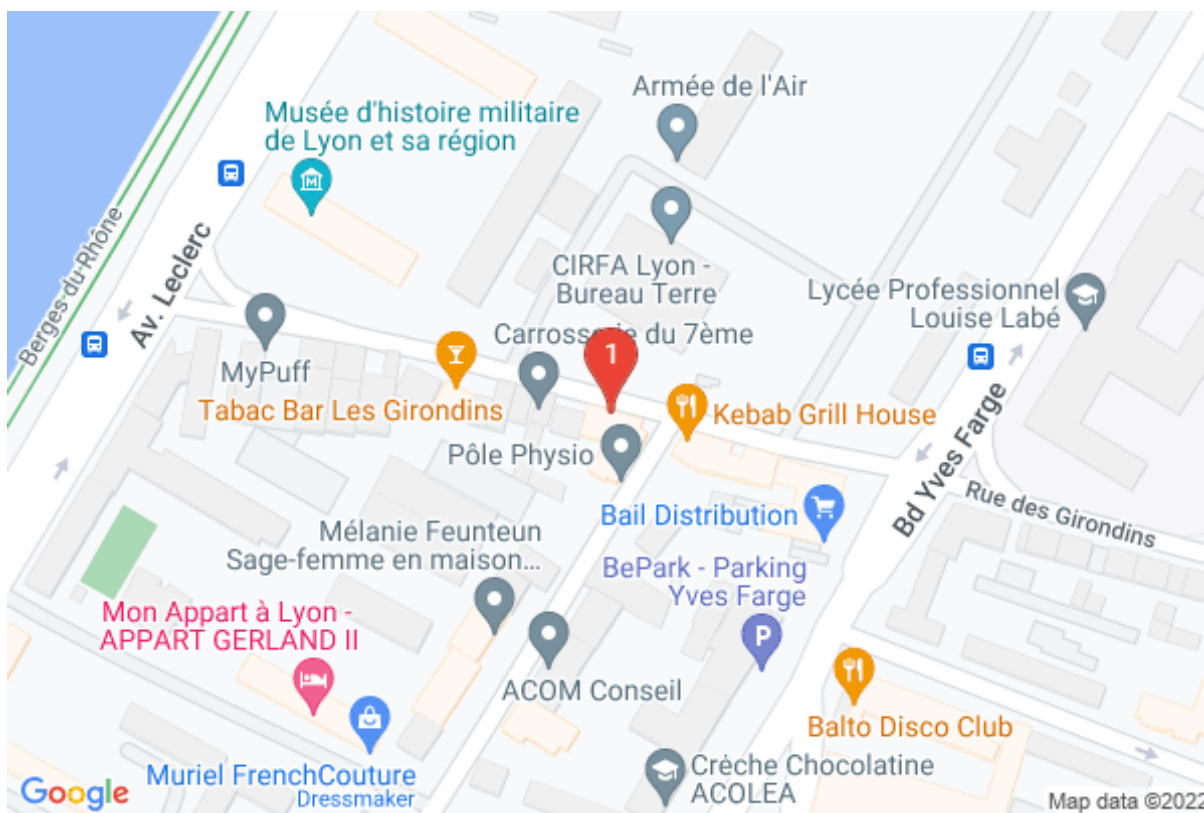 Armée de l'Air
Musée d'histoire militaire
de Lyon et sa région
Berges-du-Rhône
Av. Leclerc
CIRFA Lyon -
Bureau Terre
Lycée Professionnel
Louise Labé
Carrosserie du 7ème
1
MyPuff
Tabac Bar Les Girondins
Kebab Grill House
Pôle Physio
Bd Yves Farge
Rue des Girondins
Bail Distribution
Mélanie Feunteun
Sage-femme en maison...
BePark - Parking
Yves Farge
P
Mon Appart à Lyon -
APPART GERLAND II
ACOM Conseil
Balto Disco Club
Muriel FrenchCouture
Dressmaker
Crèche Chocolatine
ACOLEA
Google
Map data ©2022